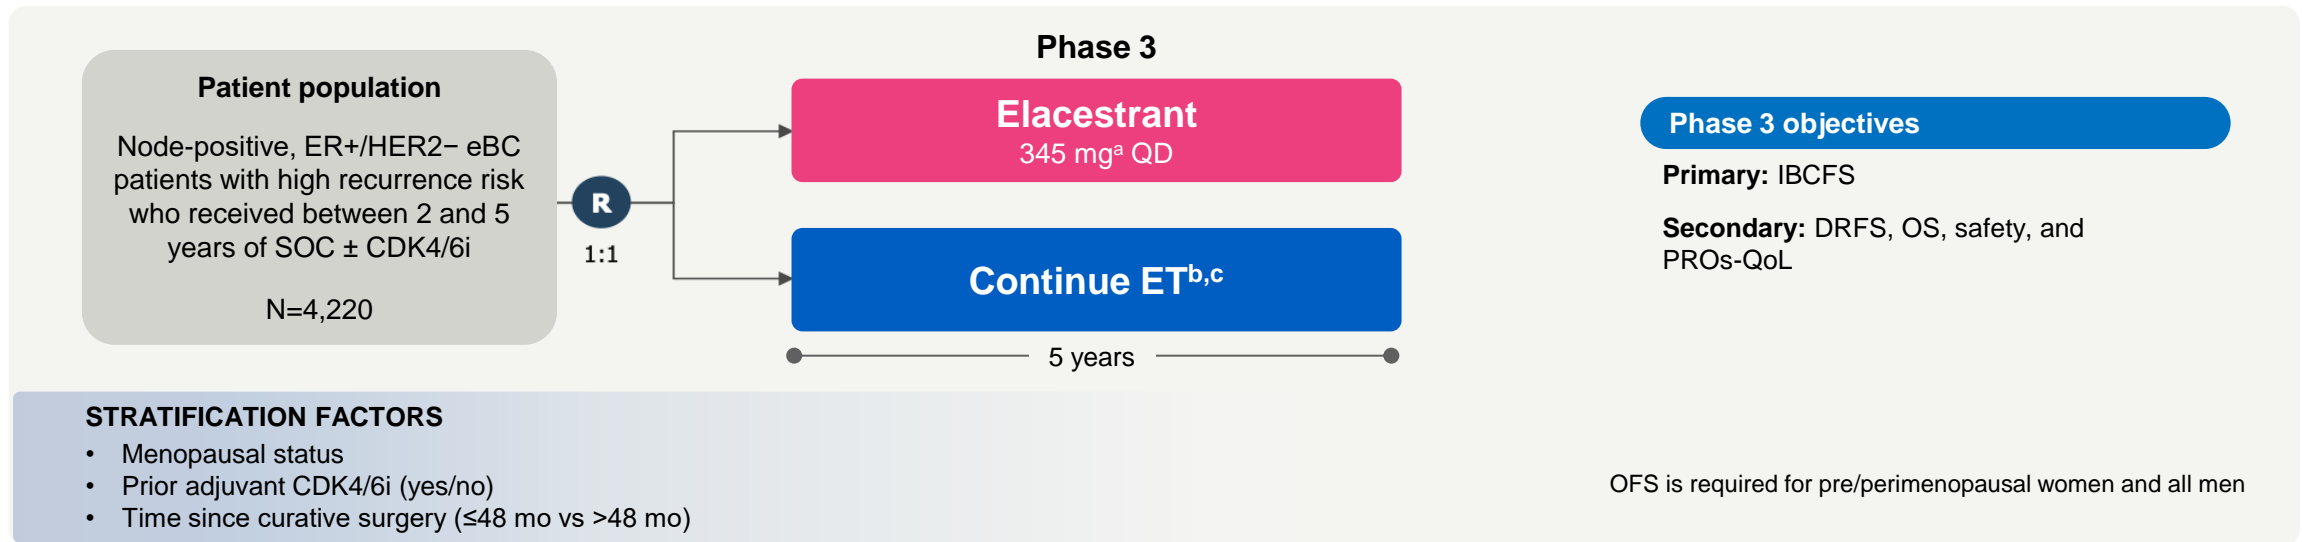 Patient population
Node-positive, ER+/HER2− eBC
patients with high recurrence risk
who received between 2 and 5
years of SOC ± CDK4/6i
N=4,220
R
1:1
Phase 3
Elacestrant
345 mgᵃ QD
Continue ETᵇ,ᶜ
5 years
Phase 3 objectives
Primary: IBCFS
Secondary: DRFS, OS, safety, and
PROs-QoL
STRATIFICATION FACTORS
• Menopausal status
• Prior adjuvant CDK4/6i (yes/no)
• Time since curative surgery (≤48 mo vs >48 mo)
OFS is required for pre/perimenopausal women and all men